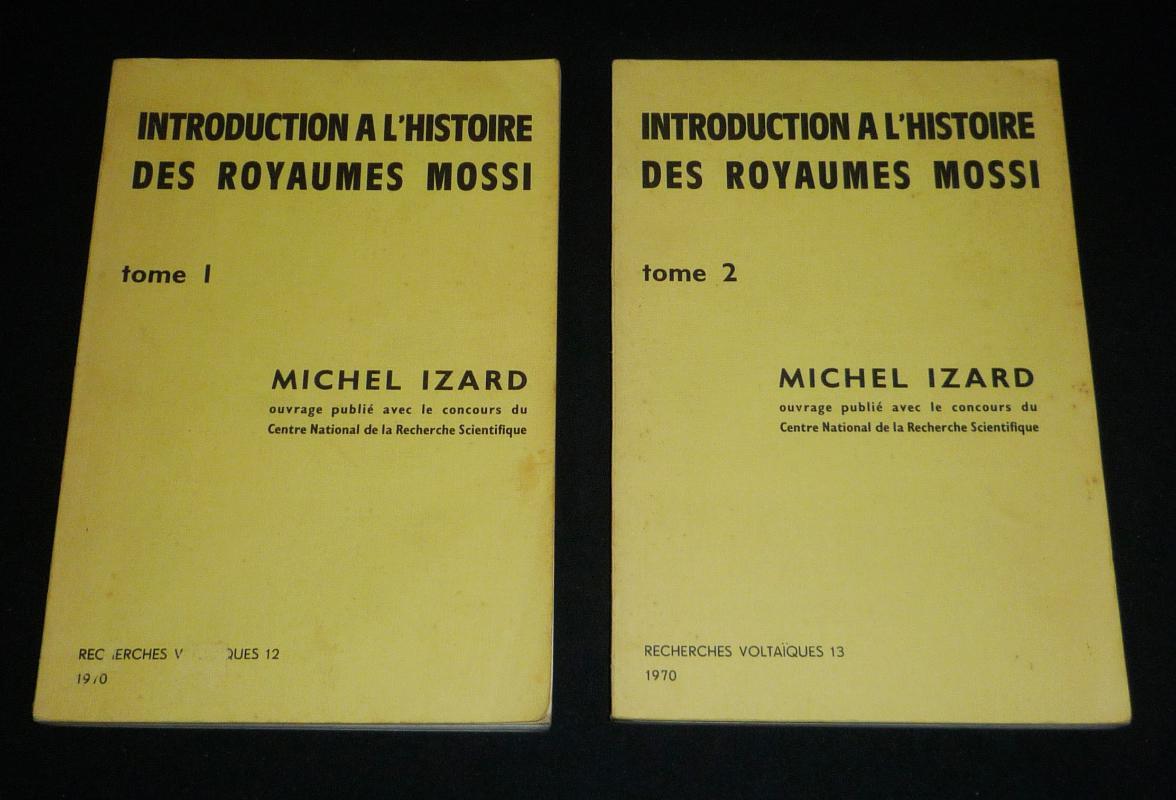 INTRODUCTION A L'HISTOIRE
DES ROYAUMES MOSSI
tome 1
MICHEL IZARD
ouvrage publié avec le concours du
Centre National de la Recherche Scientifique
12
INTRODUCTION A L'HISTOIRE
DES ROYAUMES MOSSI
tome 2
MICHEL IZARD
ouvrage publié avec le concours du
Centre National de la Recherche Scientifique
RECHERCHES VOLTAÏQUES 13
1970